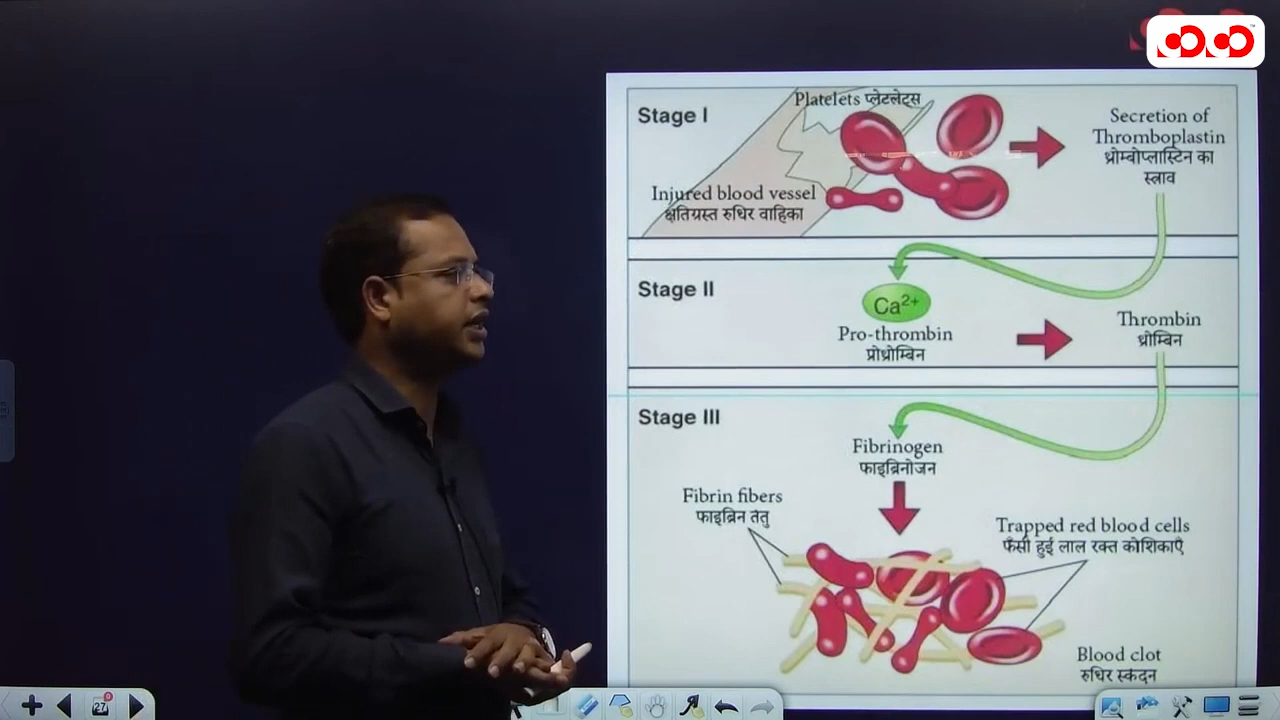 Stage I
Platelets प्लेटलेट्स
Injured blood vessel
क्षतिग्रस्त रुधिर वाहिका
Secretion of
Thromboplastin
थ्रोम्बोप्लास्टिन का
स्त्राव
Stage II
Ca²⁺
Pro-thrombin
प्रोथ्रोम्बिन
Thrombin
थ्रोम्बिन
Stage III
Fibrinogen
फाइब्रिनोजन
Fibrin fibers
फाइब्रिन तंतु
Trapped red blood cells
फँसी हुई लाल रक्त कोशिकाएँ
Blood clot
रुधिर स्कंदन
27